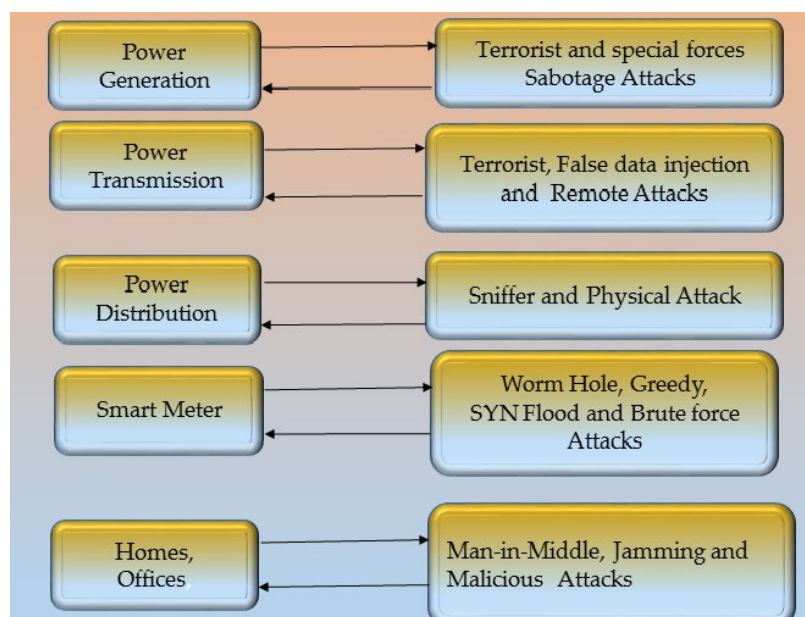 Power
Generation
Terrorist and special forces
Sabotage Attacks
Power
Transmission
Terrorist, False data injection
and Remote Attacks
Power
Distribution
Sniffer and Physical Attack
Smart Meter
Worm Hole, Greedy,
SYN Flood and Brute force
Attacks
Homes,
Offices,
Man-in-Middle, Jamming and
Malicious Attacks